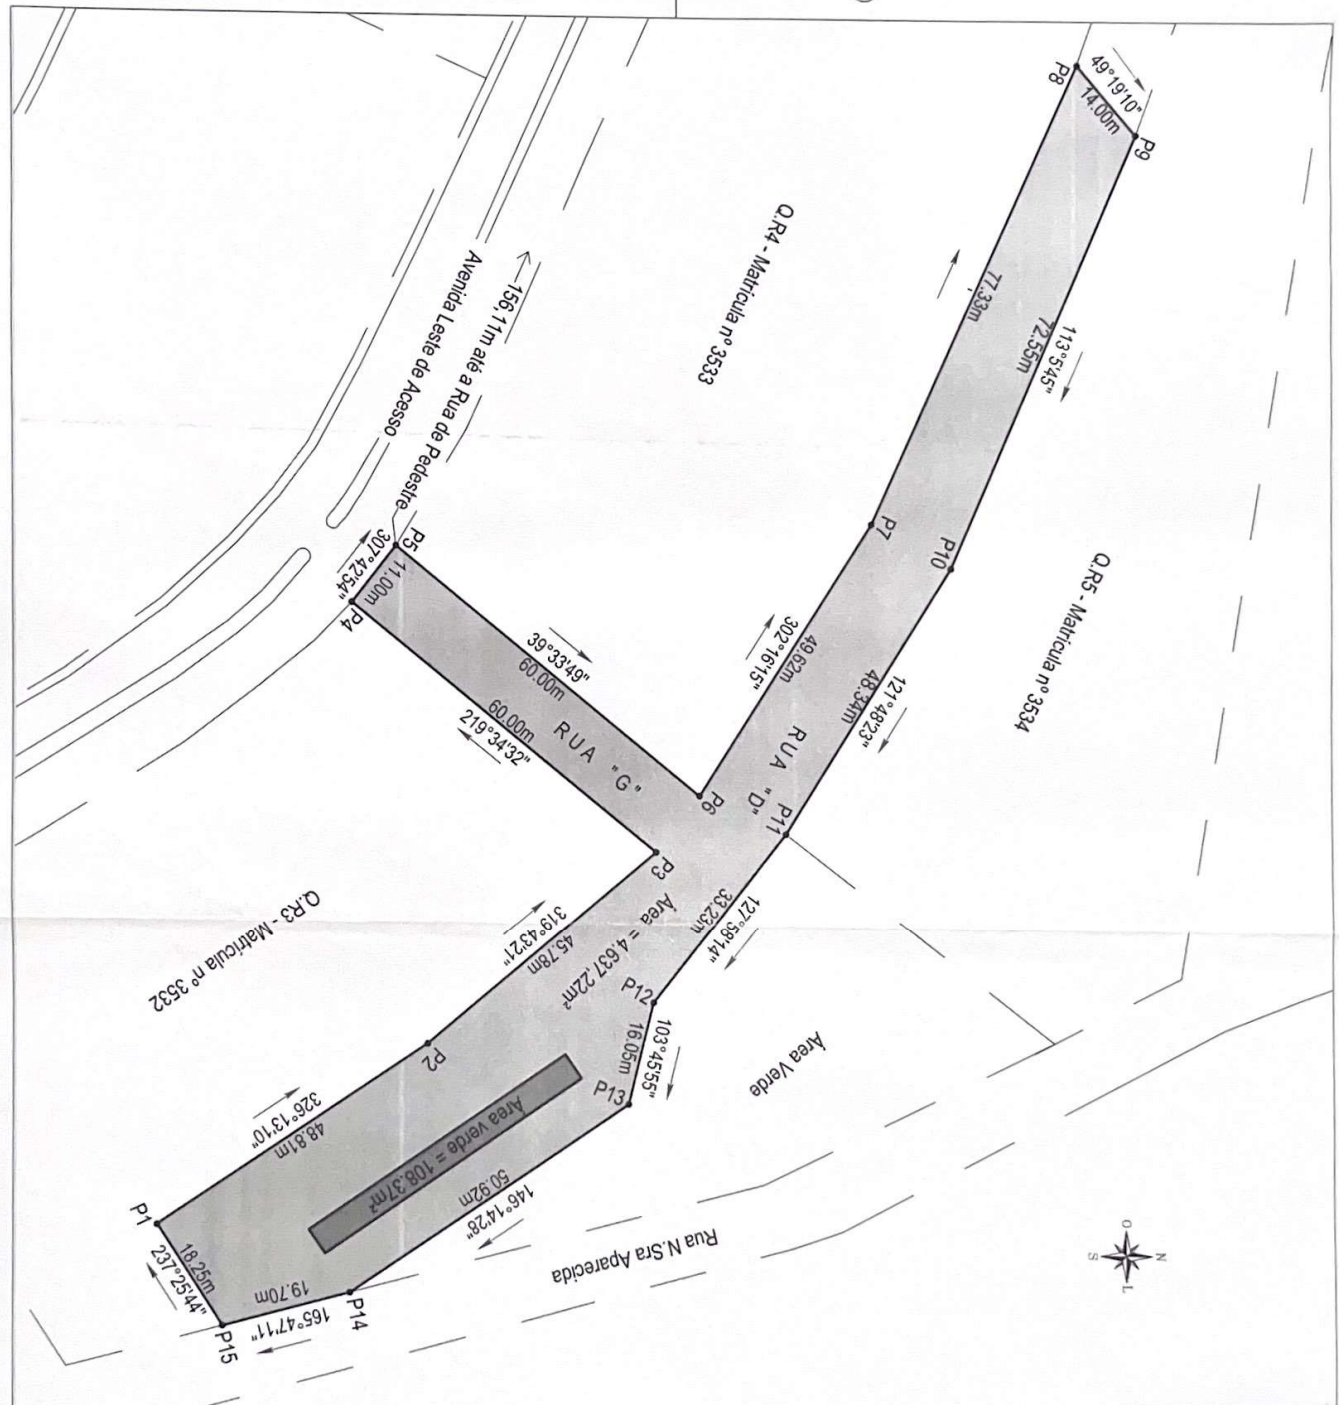 P8
49°19'10"
14.00m
P9
Q.R4 - Matrícula nº 3533
77.33m
113°5'45"
72.55m
Avenida Leste de Acesso
156,11m até a Rua de Pedestre
P7
P10
Q.R5 - Matrícula nº 3534
P5
307°42'54"
11.00m
P4
39°33'49"
60.00m
RUA "G"
60.00m
219°34'32"
302°16'15"
49.62m
121°48'23"
48.34m
RUA "D"
P6
P11
P3
33.23m
127°58'14"
Área = 4.637,22m²
319°43'21"
45.78m
Q.R3 - Matrícula nº 3532
P12
103°45'55"
16.05m
P13
Área Verde
P2
326°13'10"
48.81m
Área verde = 108.37m²
50.92m
146°14'28"
P1
18.25m
237°25'44"
19.70m
165°47'11"
P14
P15
Rua N.Sra Aparecida
N
S
L
O